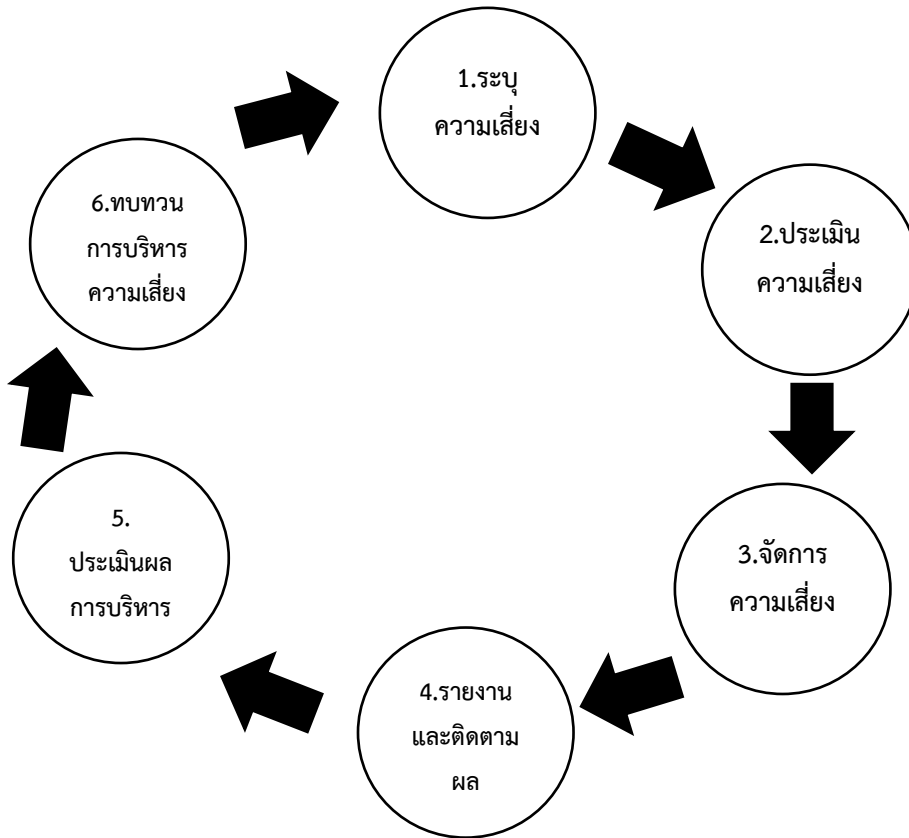 1.ระบุ
ความเสี่ยง
2.ประเมิน
ความเสี่ยง
3.จัดการ
ความเสี่ยง
4.รายงาน
และติดตาม
ผล
5.
ประเมินผล
การบริหาร
6.ทบทวน
การบริหาร
ความเสี่ยง